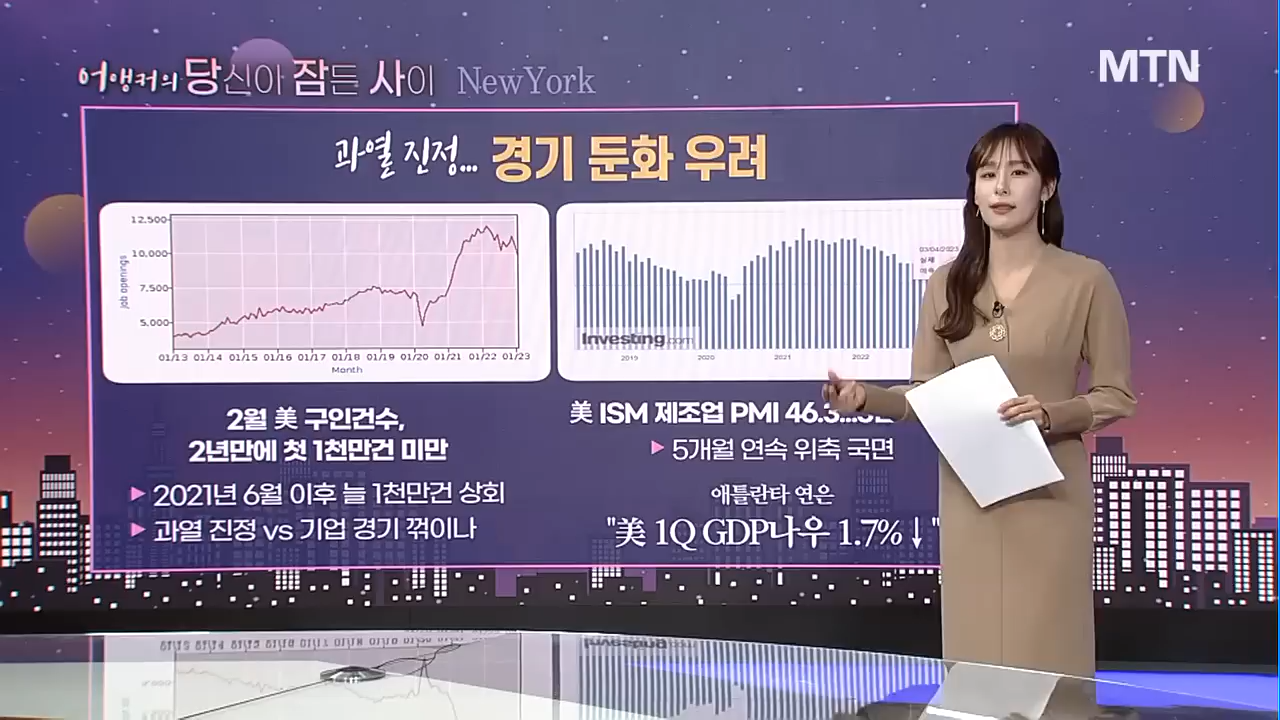 어앵커의 당신이 잠든 사이 NewYork
MTN
과열 진정... 경기 둔화 우려
12,500
10,000
7,500
5,000
Job openings
01/13 01/14 01/15 01/16 01/17 01/18 01/19 01/20 01/21 01/22 01/23
Month
03/04/2023
실제
Investing.com
2019 2020 2021 2022
2월 美 구인건수,
2년만에 첫 1천만건 미만
▶ 2021년 6월 이후 늘 1천만건 상회
▶ 과열 진정 vs 기업 경기 꺾이나
美 ISM 제조업 PMI 46.3...
▶ 5개월 연속 위축 국면
애틀란타 연은
"美 1Q GDP나우 1.7%↓"